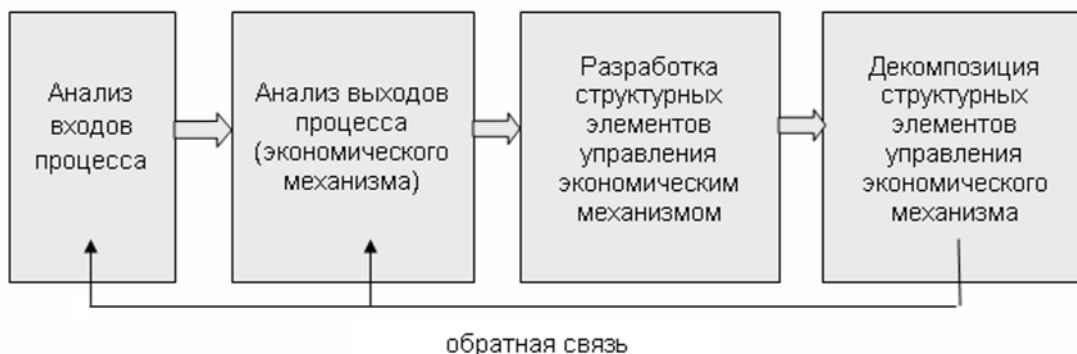 Анализ
входов
процесса
Анализ выходов
процесса
(экономического
механизма)
Разработка
структурных
элементов
управления
экономическим
механизмом
Декомпозиция
структурных
элементов
управления
экономического
механизма
обратная связь